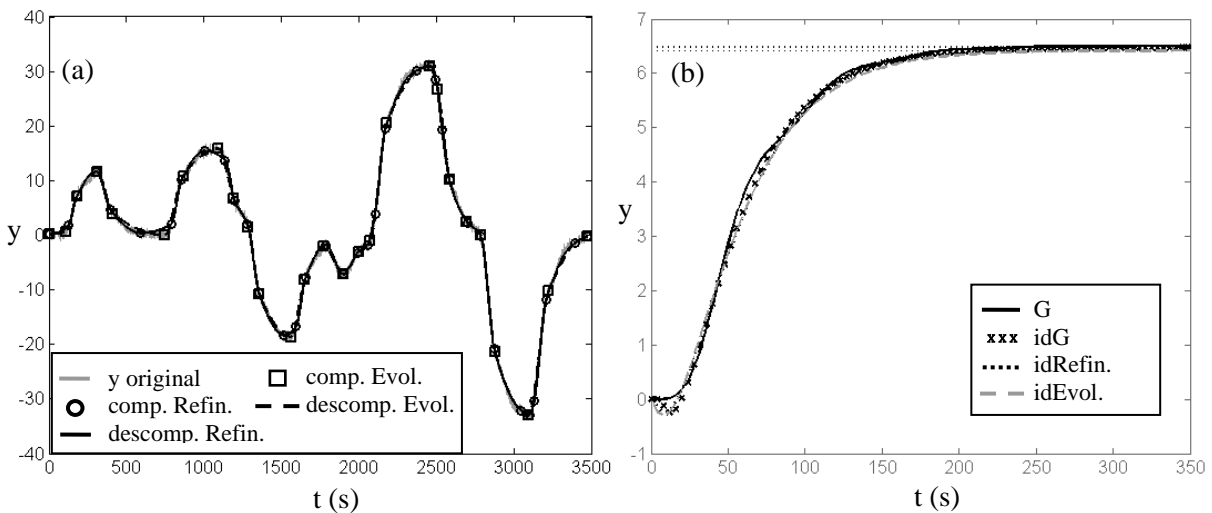 (a)
40
30
20
10
0
-10
-20
-30
-40
y
0 500 1000 1500 2000 2500 3000 3500
t (s)
y original
comp. Refin.
descomp. Refin.
comp. Evol.
descomp. Evol.
(b)
7
6
5
4
3
2
1
0
-1
y
0 50 100 150 200 250 300 350
t (s)
G
idG
idRefin.
idEvol.